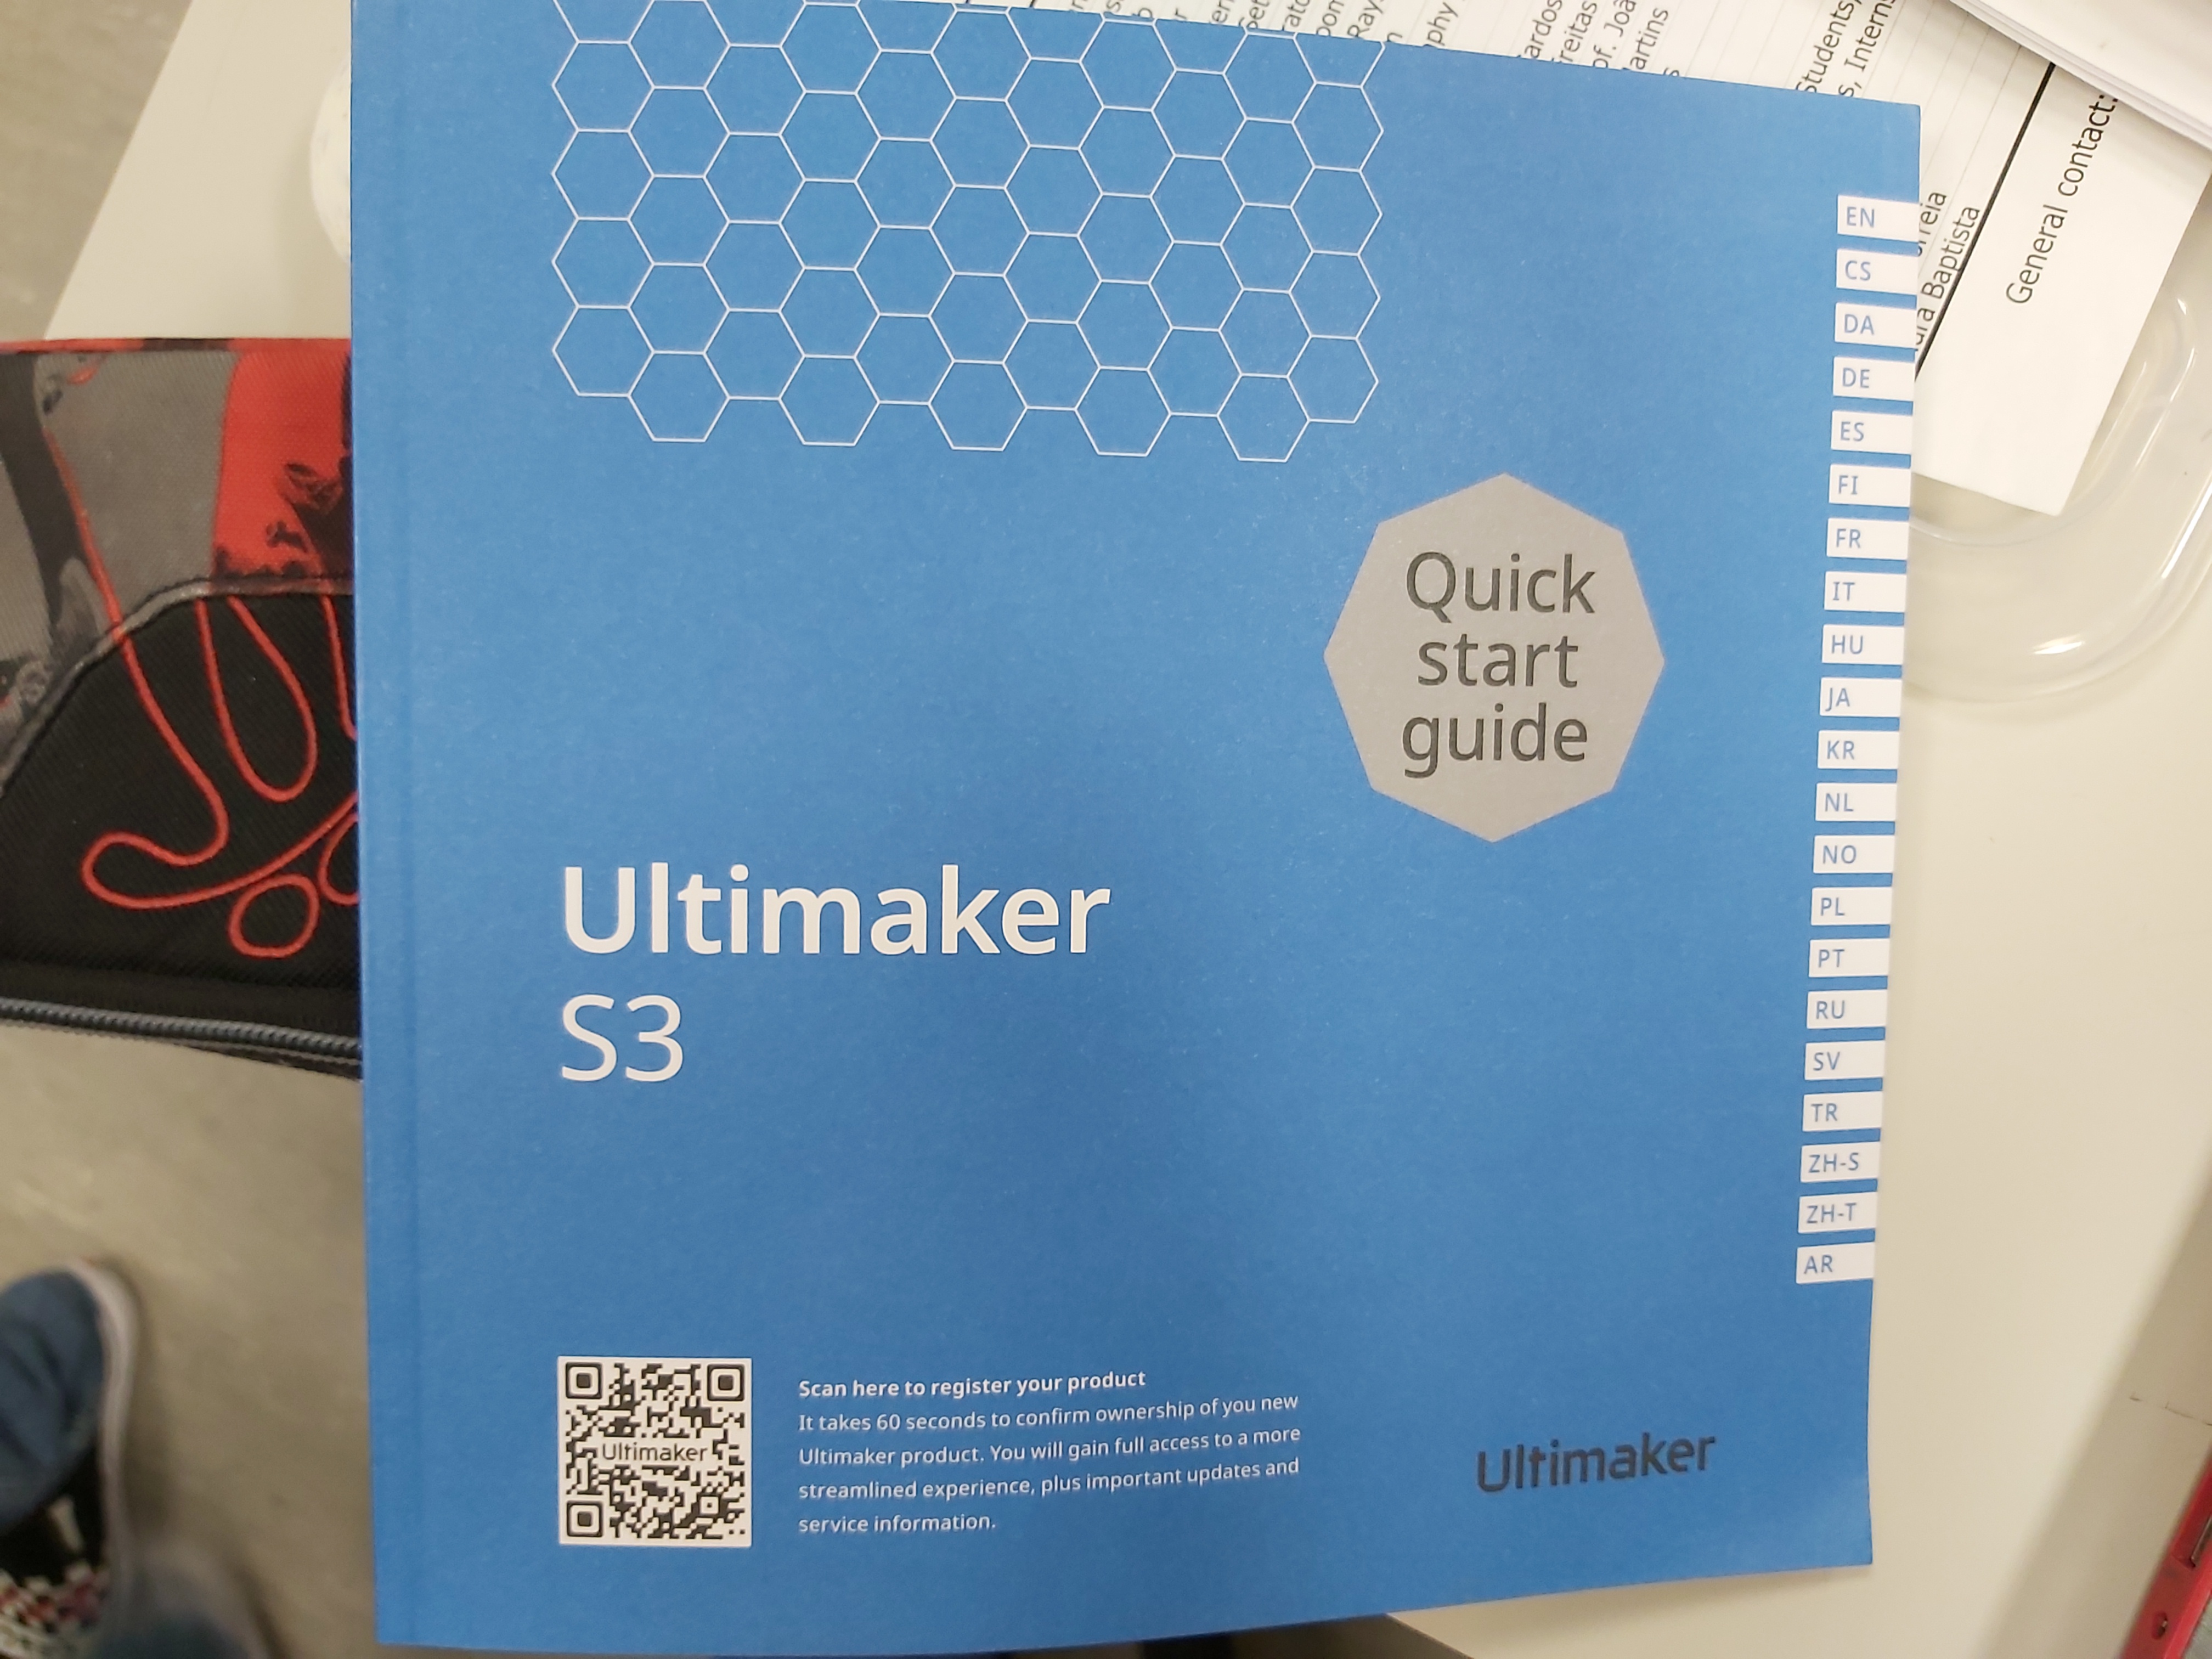 Quick
start
guide
Ultimaker
S3
EN
CS
DA
DE
ES
FI
FR
IT
HU
JA
KR
NL
NO
PL
PT
RU
SV
TR
ZH-S
ZH-T
AR
Ultimaker
Scan here to register your product
It takes 60 seconds to confirm ownership of you new
Ultimaker product. You will gain full access to a more
streamlined experience, plus important updates and
service information.
Ultimaker
Students,
, Interns
General contact:
Baptista